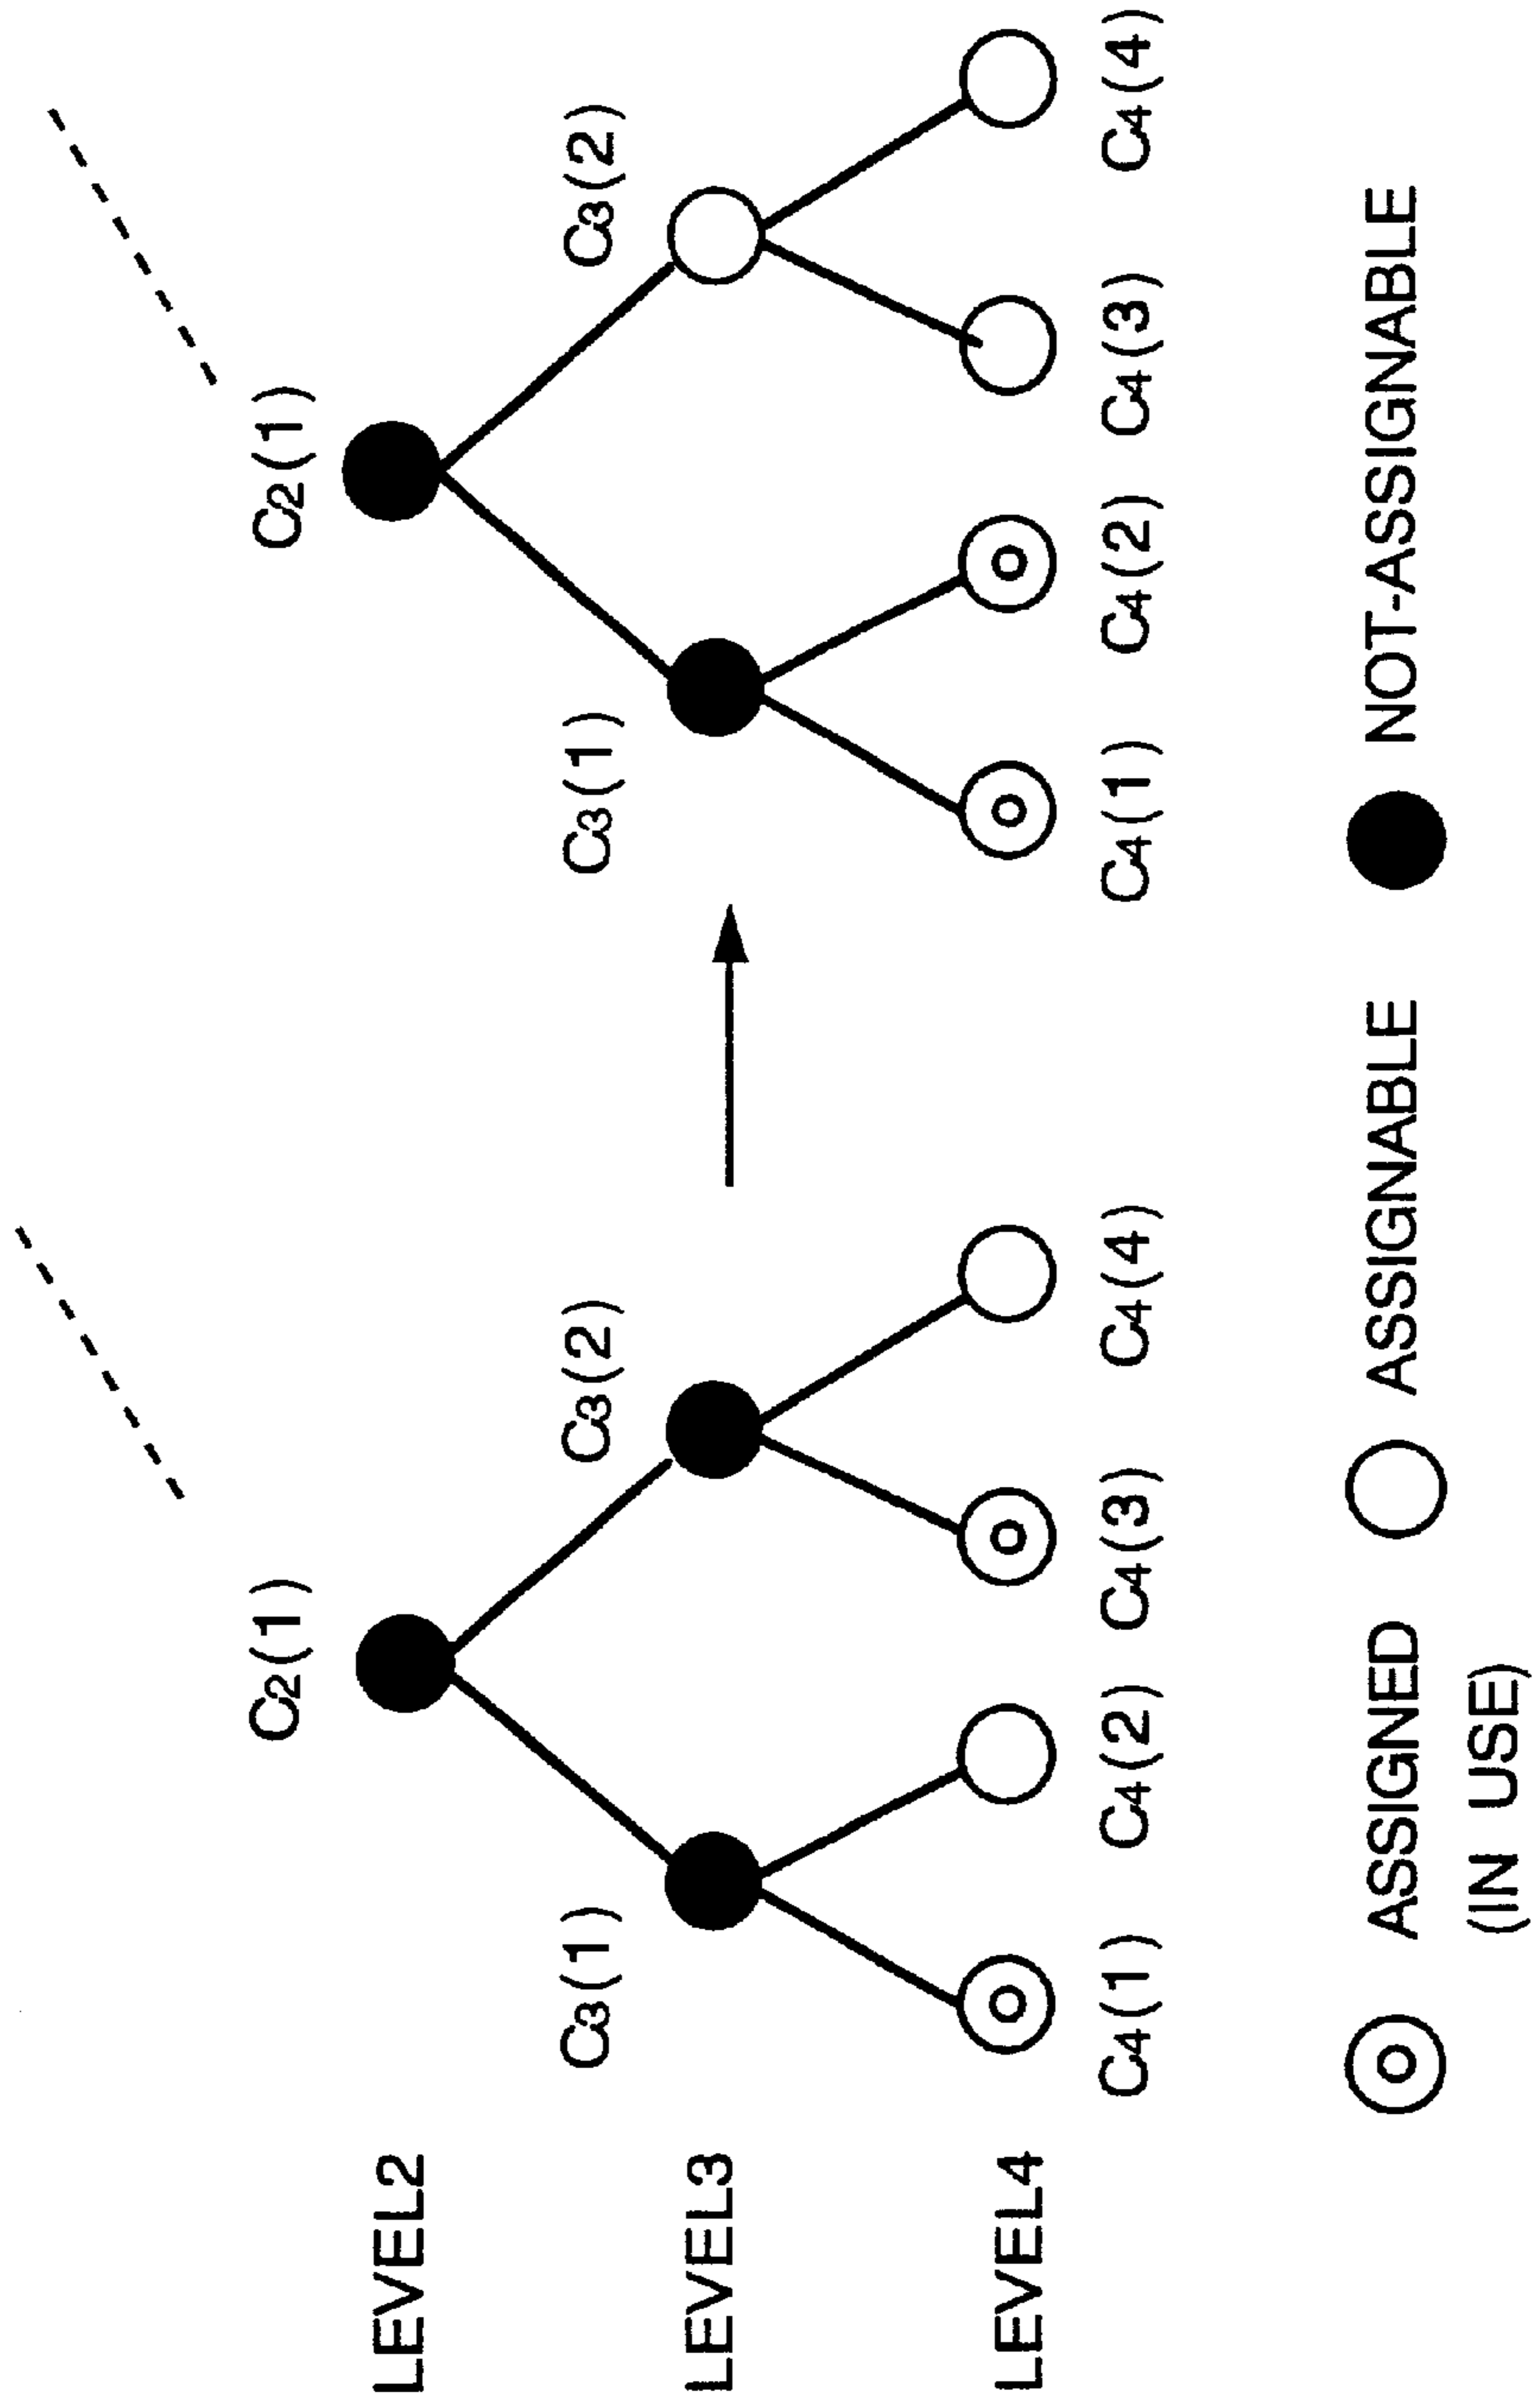 C2(1) C2(1)
LEVEL2
C3(1) C3(2) C3(1) C3(2)
LEVEL3
LEVEL4
C4(1) C4(2) C4(3) C4(4) C4(1) C4(2) C4(3) C4(4)
ASSIGNED ASSIGNABLE NOT-ASSIGNABLE
(IN USE)